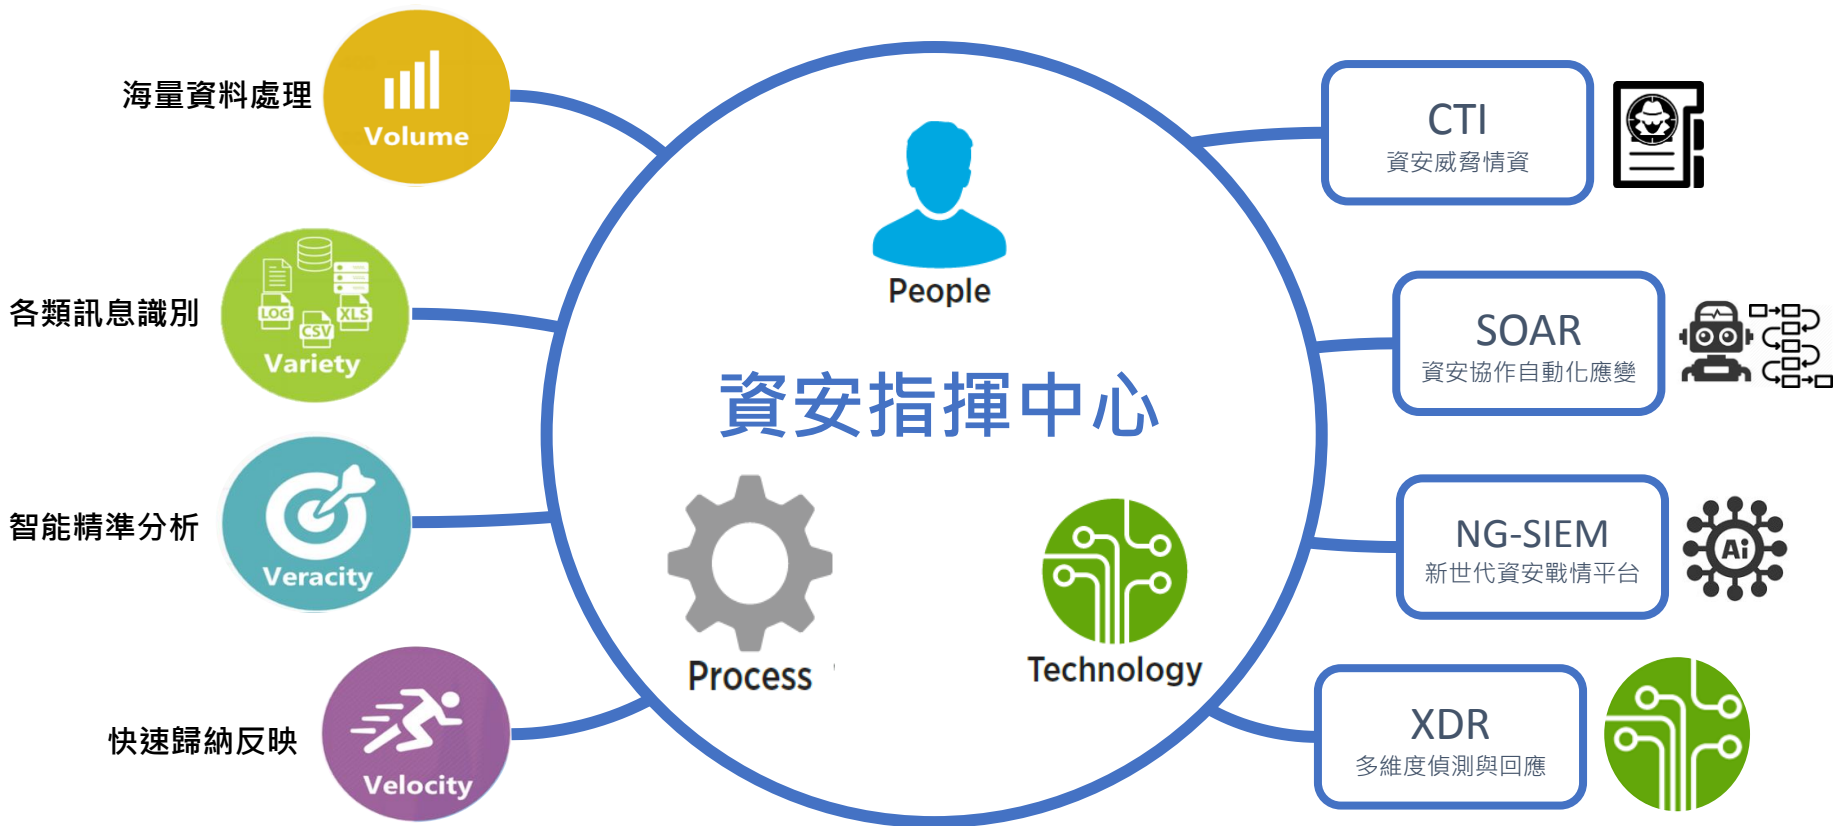 海量資料處理
Volume
各類訊息識別
LOG
CSV
XLS
Variety
智能精準分析
Veracity
快速歸納反映
Velocity
People
資安指揮中心
Process
Technology
CTI
資安威脅情資
SOAR
資安協作自動化應變
NG-SIEM
新世代資安戰情平台
Ai
XDR
多維度偵測與回應